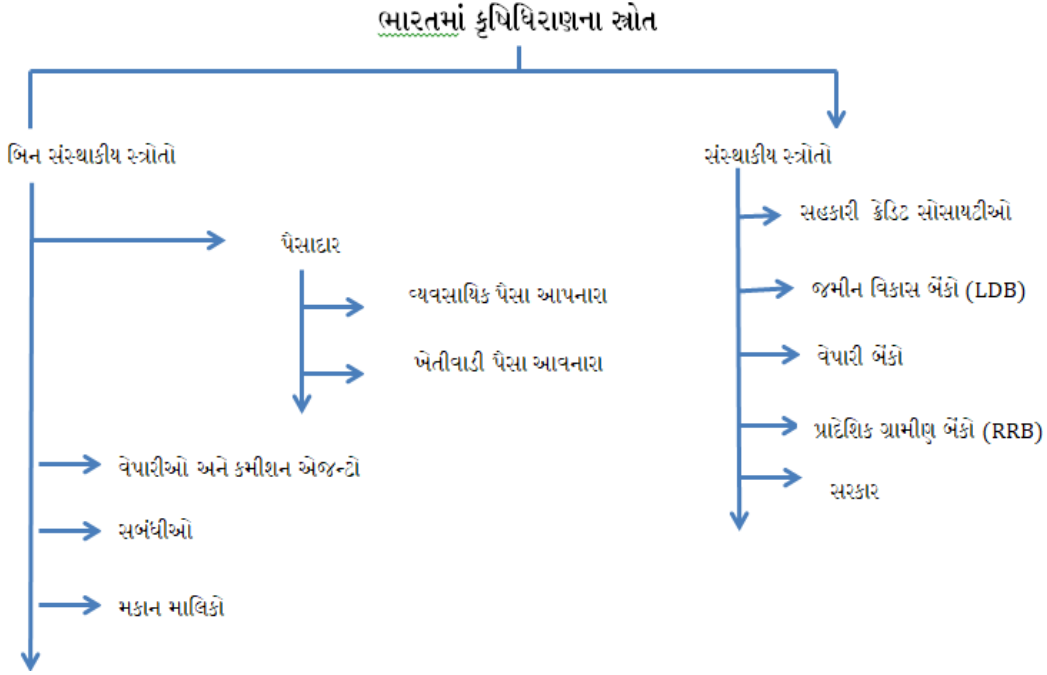 ભારતમાં કૃષિધિરાણના સ્ત્રોત
બિન સંસ્થાકીય સ્ત્રોતો
પૈસાદાર
વ્યવસાયિક પૈસા આપનારા
ખેતીવાડી પૈસા આવનારા
વેપારીઓ અને કમીશન એજન્ટો
સબંધીઓ
મકાન માલિકો
સંસ્થાકીય સ્ત્રોતો
સહકારી ક્રેડિટ સોસાયટીઓ
જમીન વિકાસ બેંકો (LDB)
વેપારી બેંકો
પ્રાદેશિક ગ્રામીણ બેંકો (RRB)
સરકાર